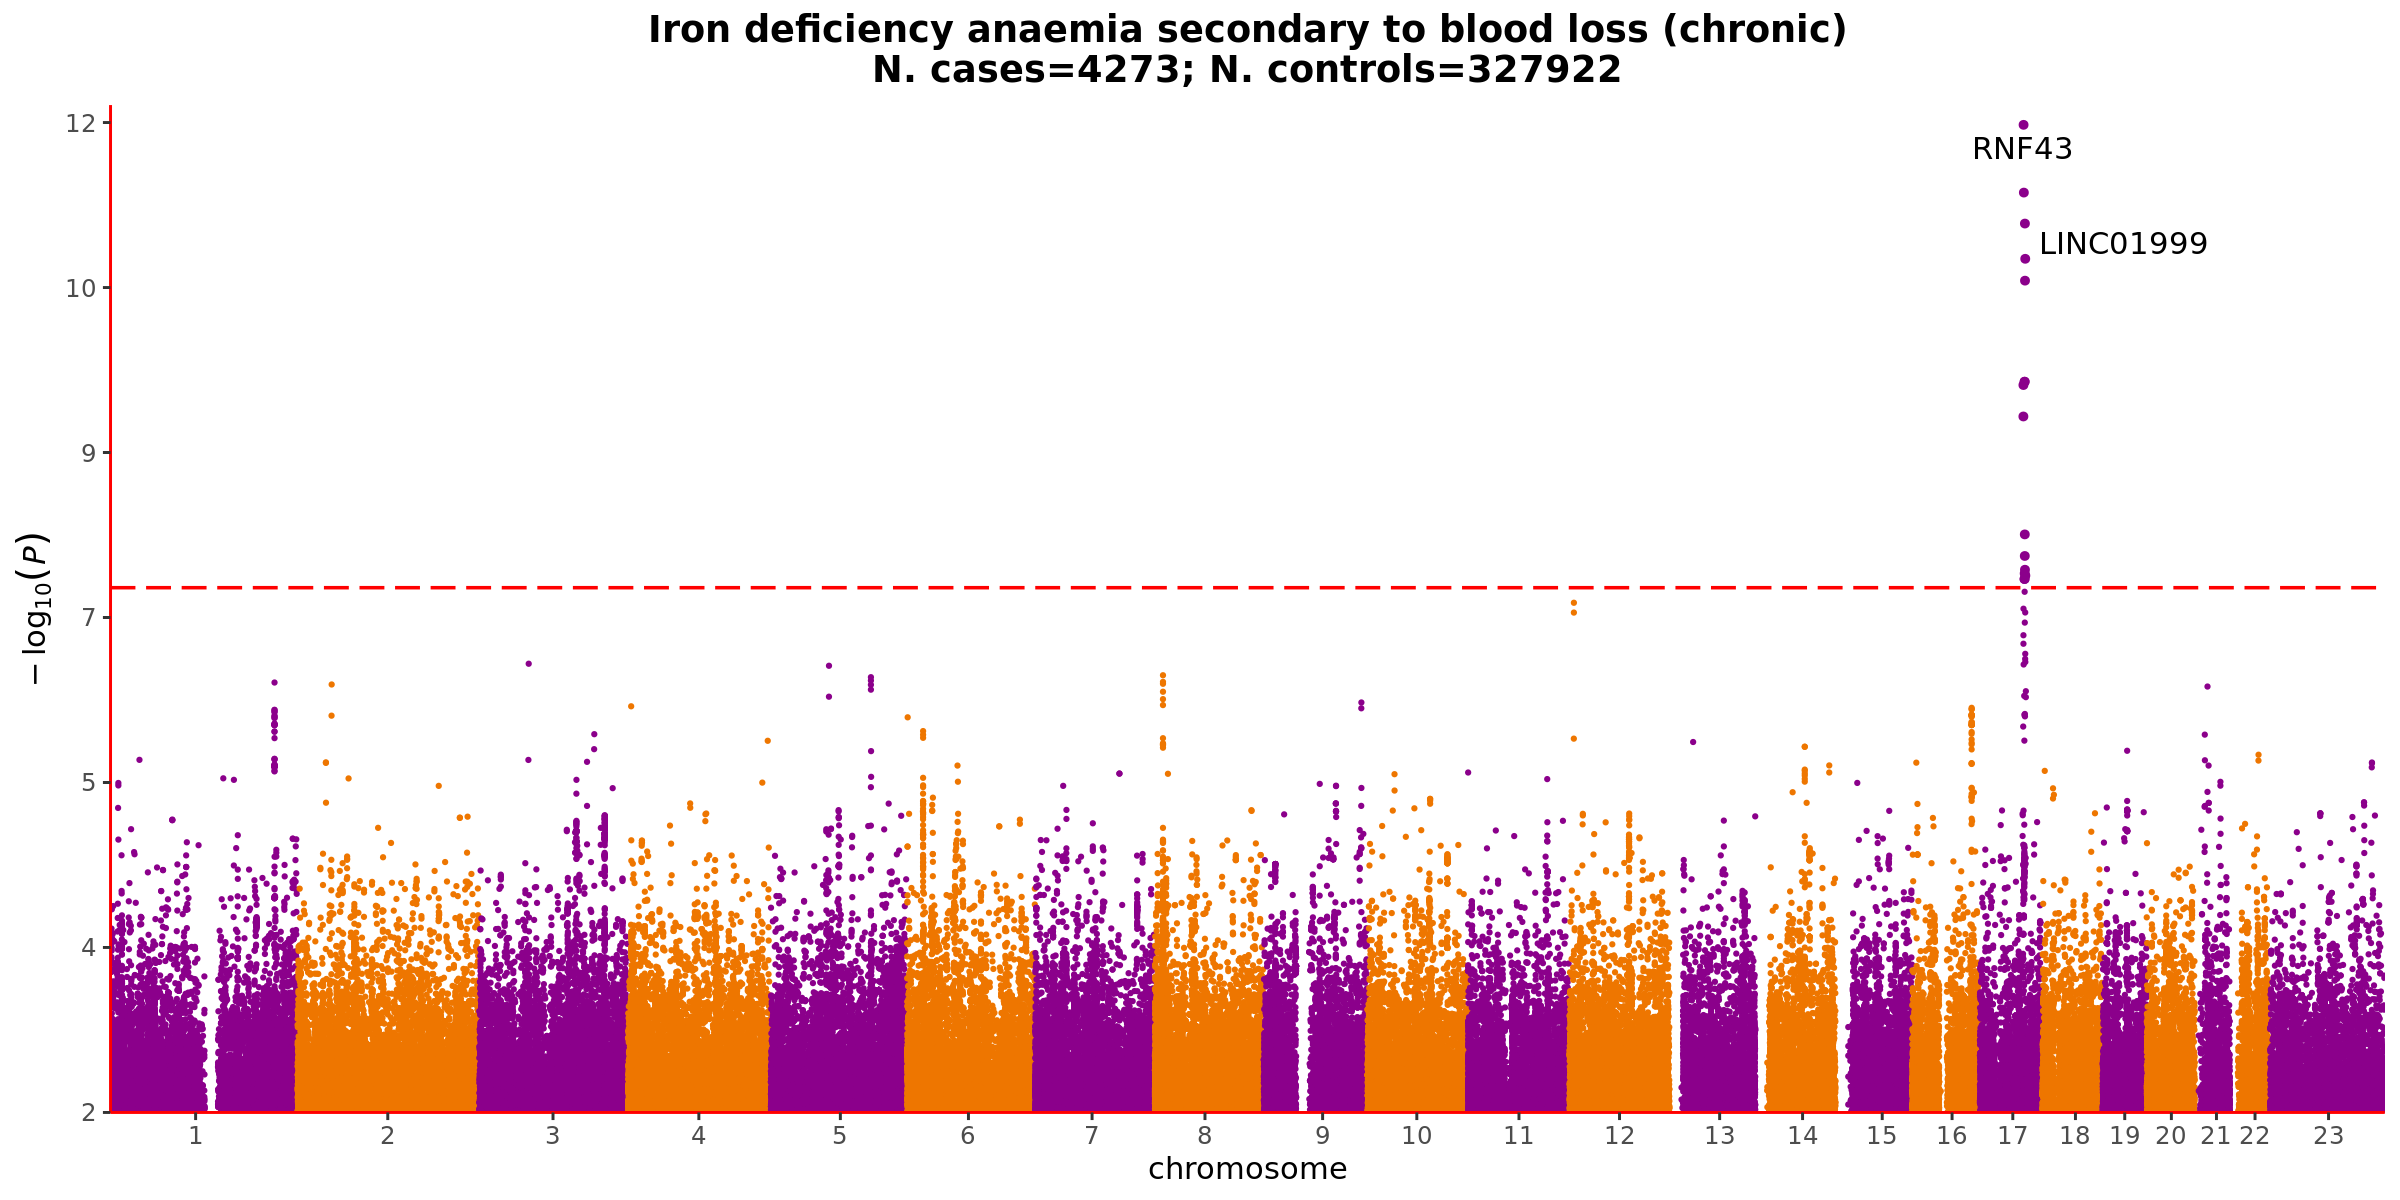 Iron deficiency anaemia secondary to blood loss (chronic)
N. cases=4273; N. controls=327922
12
RNF43
LINC01999
10
9
− log10(P)
7
5
4
2
1 2 3 4 5 6 7 8 9 10 11 12 13 14 15 16 17 18 19 20 21 22 23
chromosome